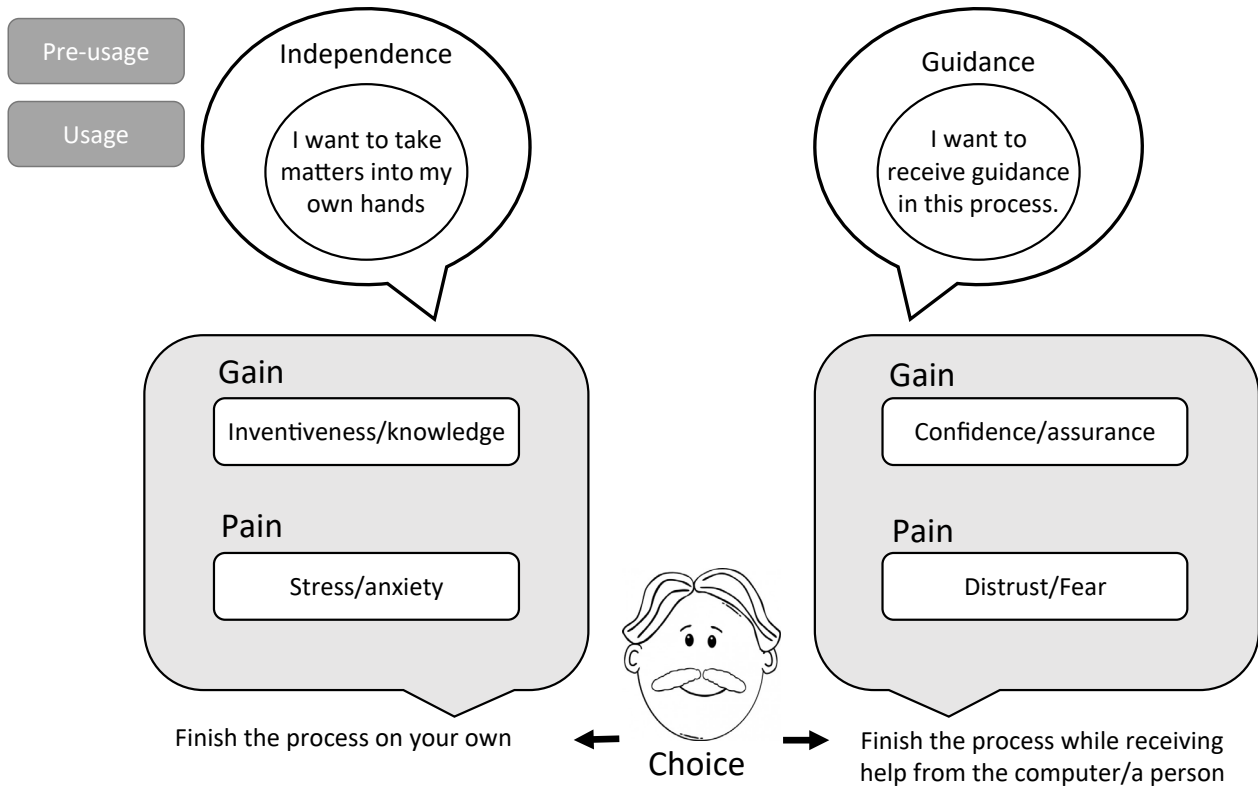 Pre-usage
Usage
Independence
I want to take
matters into my
own hands
Guidance
I want to
receive guidance
in this process.
Gain
Inventiveness/knowledge
Pain
Stress/anxiety
Gain
Confidence/assurance
Pain
Distrust/Fear
Finish the process on your own
Choice
Finish the process while receiving
help from the computer/a person